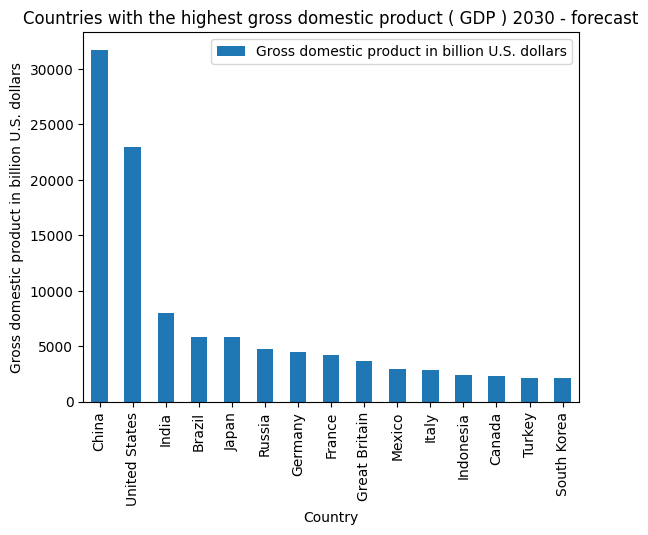 Countries with the highest gross domestic product ( GDP ) 2030 - forecast
Gross domestic product in billion U.S. dollars
Gross domestic product in billion U.S. dollars
30000
25000
20000
15000
10000
5000
0
China
United States
India
Brazil
Japan
Russia
Germany
France
Great Britain
Mexico
Italy
Indonesia
Canada
Turkey
South Korea
Country